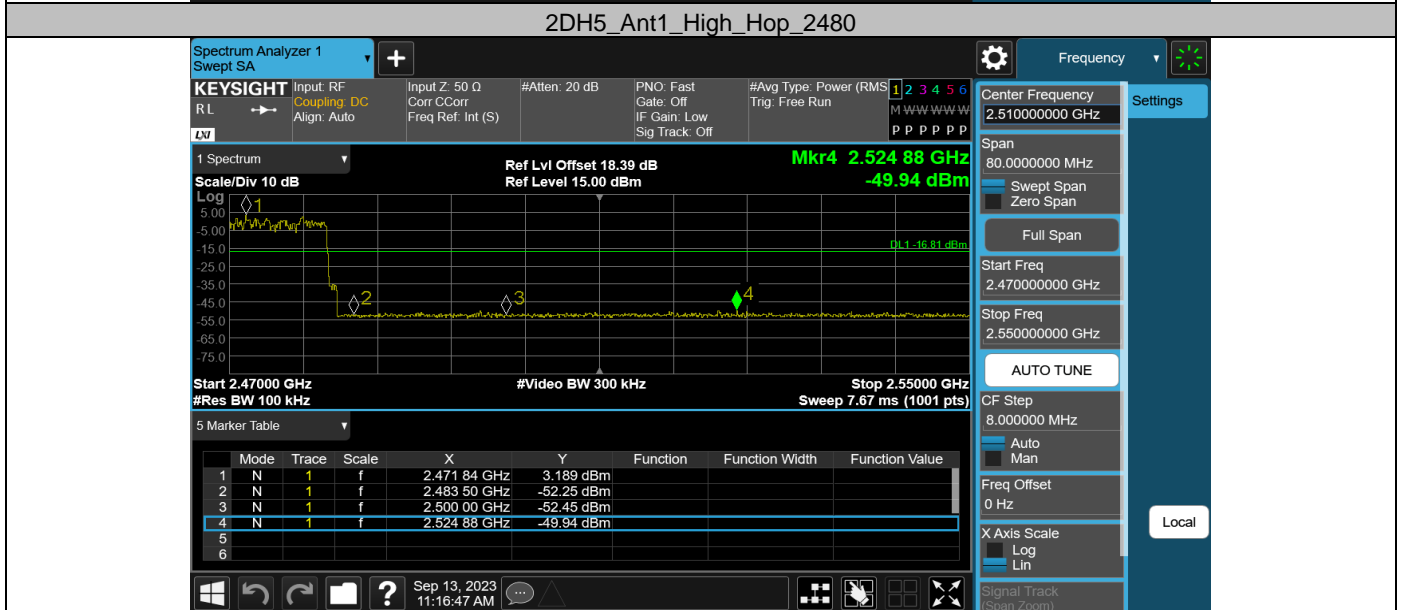 2DH5_Ant1_High_Hop_2480
Spectrum Analyzer 1
Swept SA
Frequency
KEYSIGHT
RL
LXI
Input: RF
Coupling: DC
Align: Auto
Input Z: 50 Ω
Corr CCorr
Freq Ref: Int (S)
#Atten: 20 dB
PNO: Fast
Gate: Off
IF Gain: Low
Sig Track: Off
#Avg Type: Power (RMS
Trig: Free Run
1 2 3 4 5 6
M W W W W W
P P P P P P
1 Spectrum
Scale/Div 10 dB
Ref Lvl Offset 18.39 dB
Ref Level 15.00 dBm
Mkr4 2.524 88 GHz
-49.94 dBm
Log
5.00
-5.00
-15.0
-25.0
-35.0
-45.0
-55.0
-65.0
-75.0
1
2
3
4
DL1 -16.81 dBm
Start 2.47000 GHz
#Video BW 300 kHz
Stop 2.55000 GHz
#Res BW 100 kHz
Sweep 7.67 ms (1001 pts)
5 Marker Table
Mode Trace Scale X Y Function Function Width Function Value
1 N 1 f 2.471 84 GHz 3.189 dBm
2 N 1 f 2.483 50 GHz -52.25 dBm
3 N 1 f 2.500 00 GHz -52.45 dBm
4 N 1 f 2.524 88 GHz -49.94 dBm
5
6
Sep 13, 2023
11:16:47 AM
Center Frequency
2.510000000 GHz
Settings
Span
80.0000000 MHz
Swept Span
Zero Span
Full Span
Start Freq
2.470000000 GHz
Stop Freq
2.550000000 GHz
AUTO TUNE
CF Step
8.000000 MHz
Auto
Man
Freq Offset
0 Hz
Local
X Axis Scale
Log
Lin
Signal Track
(Span Zoom)